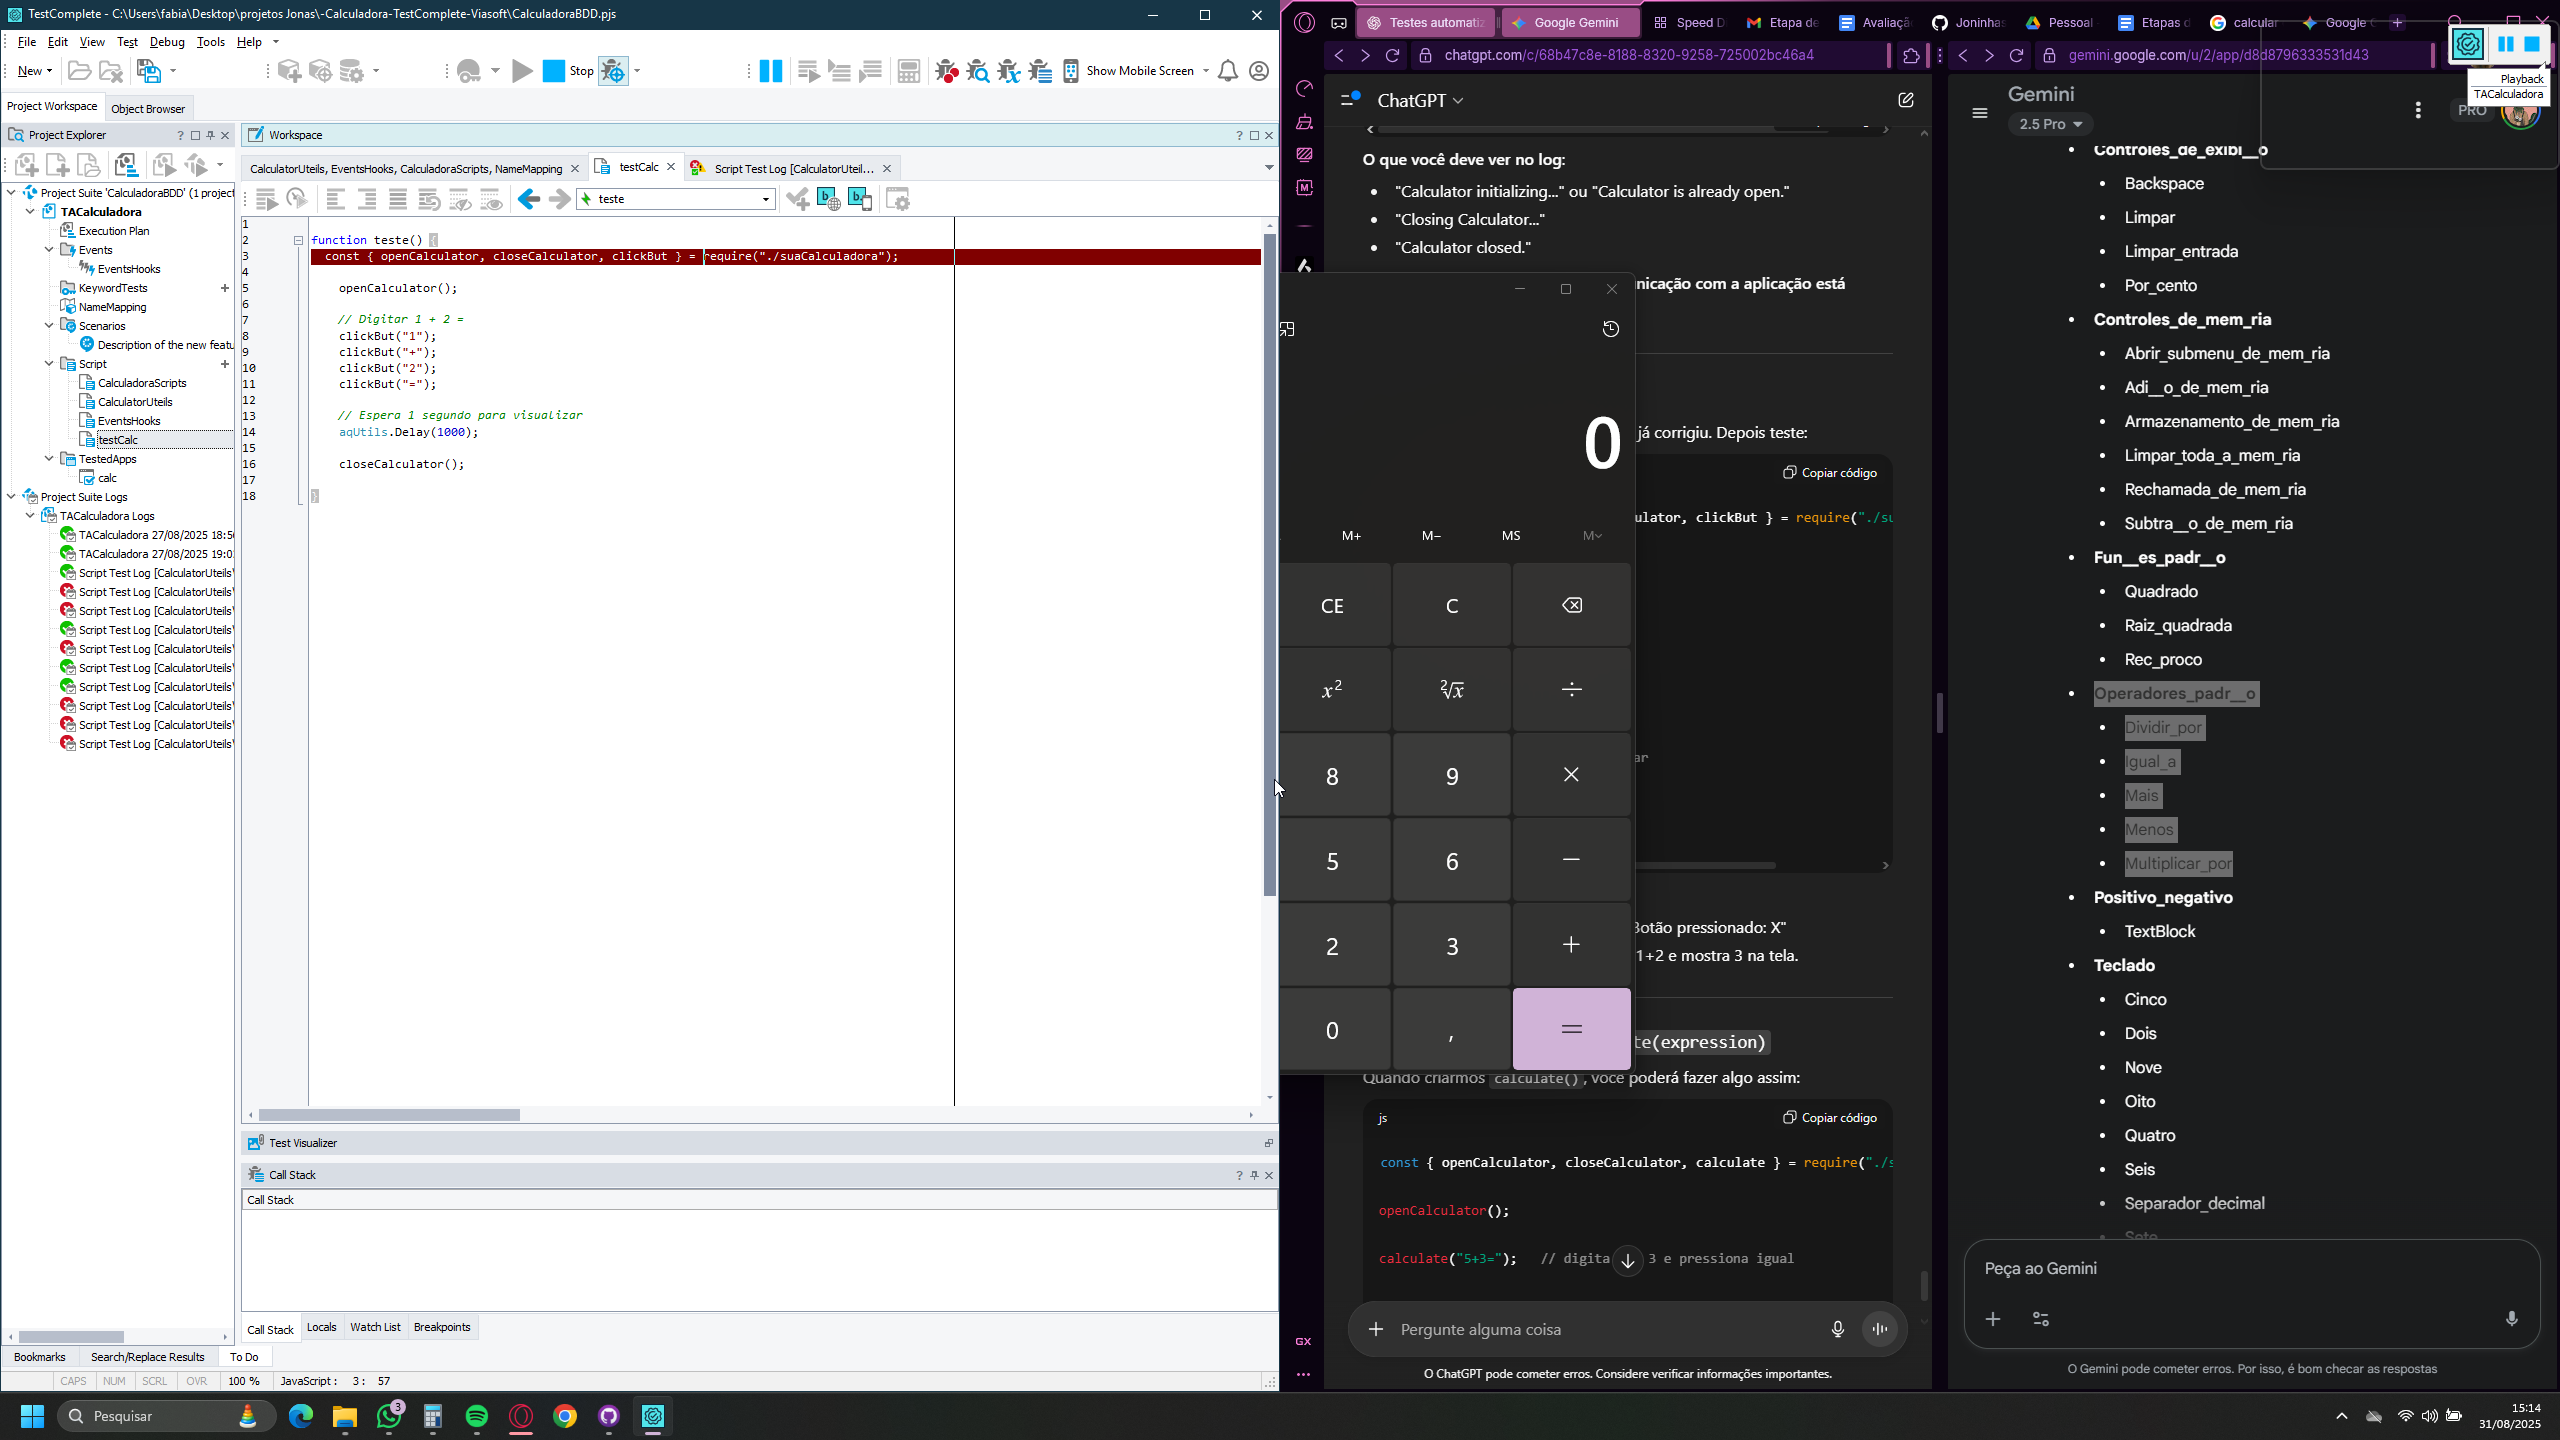 TestComplete - C:\Users\fabia\Desktop\projetos Jonas\-Calculadora-TestComplete-Viasoft\CalculadoraBDD.pjs
File Edit View Test Debug Tools Help
New
Stop
Show Mobile Screen
Project Workspace
Object Browser
Project Explorer
Project Suite 'CalculadoraBDD' (1 project
TACalculadora
Execution Plan
Events
EventsHooks
KeywordTests
NameMapping
Scenarios
Description of the new featu
Script
CalculadoraScripts
CalculatorUteils
EventsHooks
testCalc
TestedApps
calc
Project Suite Logs
TACalculadora Logs
TACalculadora 27/08/2025 18:5
TACalculadora 27/08/2025 19:0
Script Test Log [CalculatorUteils\
Script Test Log [CalculatorUteils\
Script Test Log [CalculatorUteils\
Script Test Log [CalculatorUteils\
Script Test Log [CalculatorUteils\
Script Test Log [CalculatorUteils\
Script Test Log [CalculatorUteils\
Script Test Log [CalculatorUteils\
Script Test Log [CalculatorUteils\
Script Test Log [CalculatorUteils\
Workspace
CalculatorUteils, EventsHooks, CalculadoraScripts, NameMapping
testCalc
Script Test Log [CalculatorUteil...
teste
1
2 function teste() {
3 const { openCalculator, closeCalculator, clickBut } = require("./suaCalculadora");
4
5 openCalculator();
6
7 // Digitar 1 + 2 =
8 clickBut("1");
9 clickBut("+");
10 clickBut("2");
11 clickBut("=");
12
13 // Espera 1 segundo para visualizar
14 aqUtils.Delay(1000);
15
16 closeCalculator();
17
18 }
Test Visualizer
Call Stack
Call Stack
Call Stack Locals Watch List Breakpoints
Bookmarks Search/Replace Results To Do
CAPS NUM SCRL OVR 100 % JavaScript: 3: 57
Testes automatiz
Google Gemini
Speed D
Etapa de
Avaliaçã
Joninha
Pessoal
Etapas d
calcular
Google
chatgpt.com/c/68b47c8e-8188-8320-9258-725002bc46a4
ChatGPT
O que você deve ver no log:
"Calculator initializing..." ou "Calculator is already open."
"Closing Calculator..."
"Calculator closed."
nicação com a aplicação está
já corrigiu. Depois teste:
Copiar código
ulator, clickBut } = require("./su
ar
Botão pressionado: X"
1+2 e mostra 3 na tela.
te(expression)
Quando criarmos calculate(), você poderá fazer algo assim:
js
Copiar código
const { openCalculator, closeCalculator, calculate } = require("./s
openCalculator();
calculate("5+3="); // digita 3 e pressiona igual
Pergunte alguma coisa
O ChatGPT pode cometer erros. Considere verificar informações importantes.
GX
0
M+ M− MS M
CE C
x² ²√x ÷
8 9 ×
5 6 −
2 3 +
0 , =
gemini.google.com/u/2/app/d8d8796333531d43
Playback
TACalculadora
Gemini
2.5 Pro
PRO
Controles_de_exibi__o
Backspace
Limpar
Limpar_entrada
Por_cento
Controles_de_mem_ria
Abrir_submenu_de_mem_ria
Adi__o_de_mem_ria
Armazenamento_de_mem_ria
Limpar_toda_a_mem_ria
Rechamada_de_mem_ria
Subtra__o_de_mem_ria
Fun__es_padr__o
Quadrado
Raiz_quadrada
Rec_proco
Operadores_padr__o
Dividir_por
Igual_a
Mais
Menos
Multiplicar_por
Positivo_negativo
TextBlock
Teclado
Cinco
Dois
Nove
Oito
Quatro
Seis
Separador_decimal
Sete
Peça ao Gemini
O Gemini pode cometer erros. Por isso, é bom checar as respostas
Pesquisar
3
15:14
31/08/2025